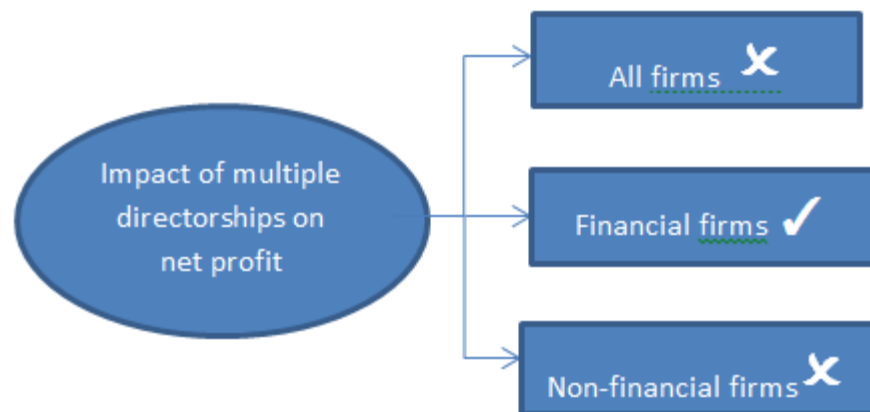 Impact of multiple
directorships on
net profit
All firms
Financial firms
Non-financial firms